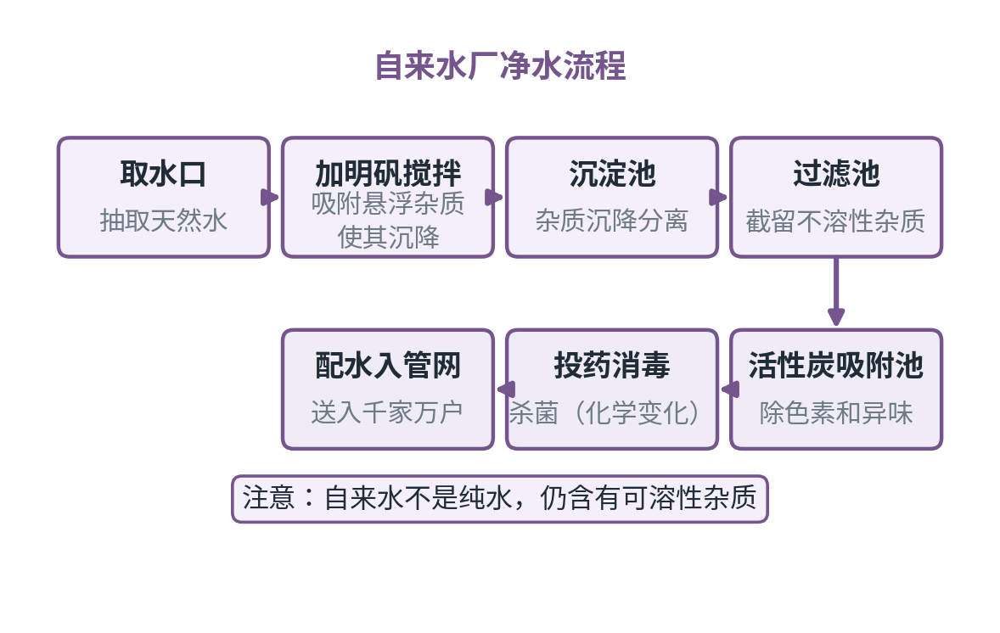 自来水厂净水流程
取水口
抽取天然水
加明矾搅拌
吸附悬浮杂质
使其沉降
沉淀池
杂质沉降分离
过滤池
截留不溶性杂质
活性炭吸附池
除色素和异味
投药消毒
杀菌（化学变化）
配水入管网
送入千家万户
注意：自来水不是纯水，仍含有可溶性杂质